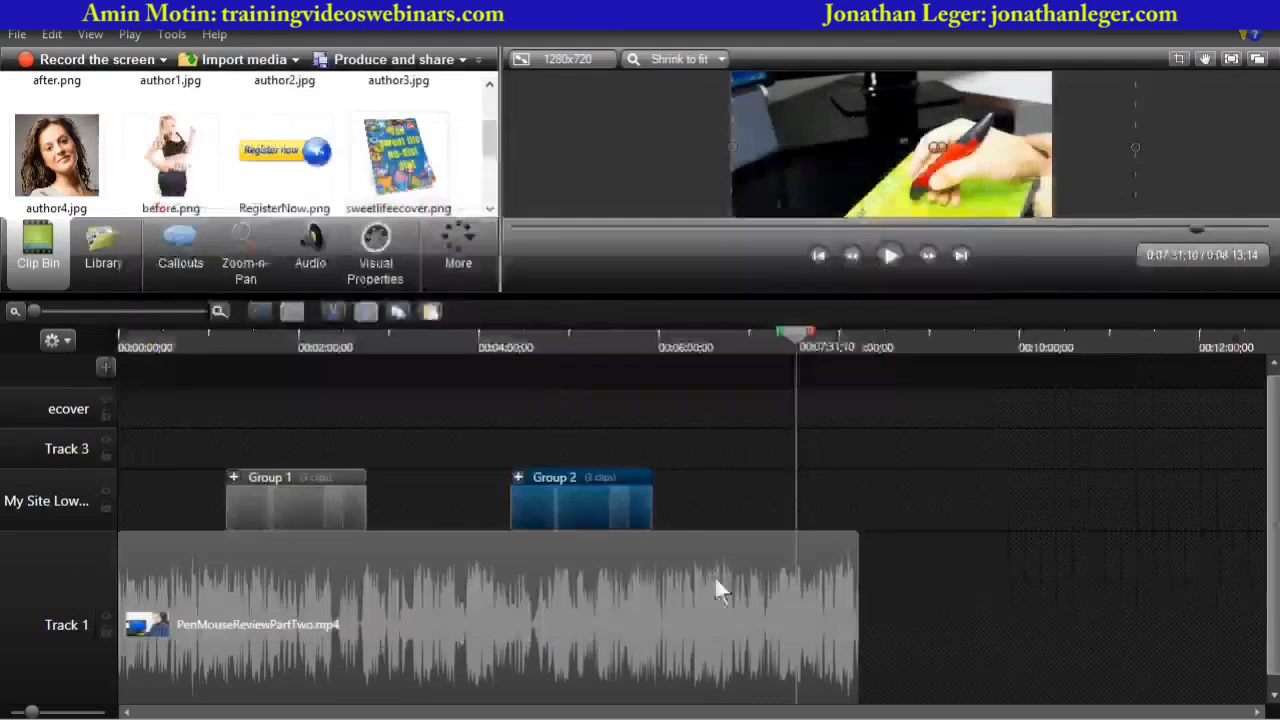 Amin Motin: trainingvideoswebinars.com
Jonathan Leger: jonathanleger.com
File Edit View Play Tools Help
Record the screen Import media Produce and share
1280x720 Shrink to fit
after.png author1.jpg author2.jpg author3.jpg
Register now
author4.jpg before.png RegisterNow.png sweetlifeecover.png
Clip Bin Library Callouts Zoom-n-Pan Audio Visual Properties More
0:07:31;10 / 0:08:13;14
00:00:00;00 00:02:00;00 00:04:00;00 00:06:00;00 00:07:31;10 00;00 00:10:00;00 00:12:00;00
ecover
Track 3
Group 1 (3 clips) Group 2 (3 clips)
My Site Low...
Track 1
PenMouseReviewPartTwo.mp4